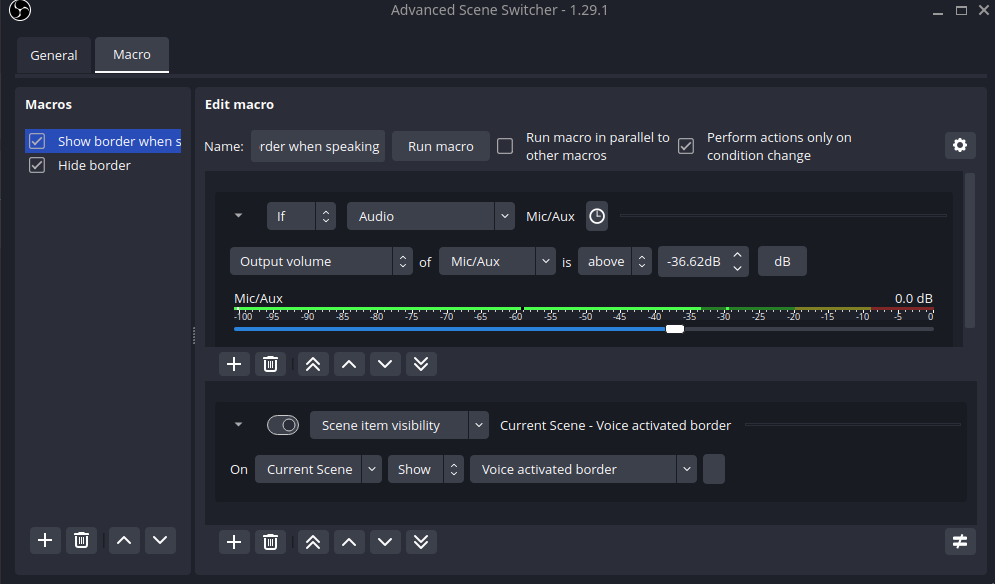 Advanced Scene Switcher - 1.29.1
General
Macro
Macros
Show border when s
Hide border
Edit macro
Name:
rder when speaking
Run macro
Run macro in parallel to
other macros
Perform actions only on
condition change
If
Audio
Mic/Aux
Output volume
of
Mic/Aux
is
above
-36.62dB
dB
Mic/Aux
0.0 dB
-100 -95 -90 -85 -80 -75 -70 -65 -60 -55 -50 -45 -40 -35 -30 -25 -20 -15 -10 -5 0
Scene item visibility
Current Scene - Voice activated border
On
Current Scene
Show
Voice activated border